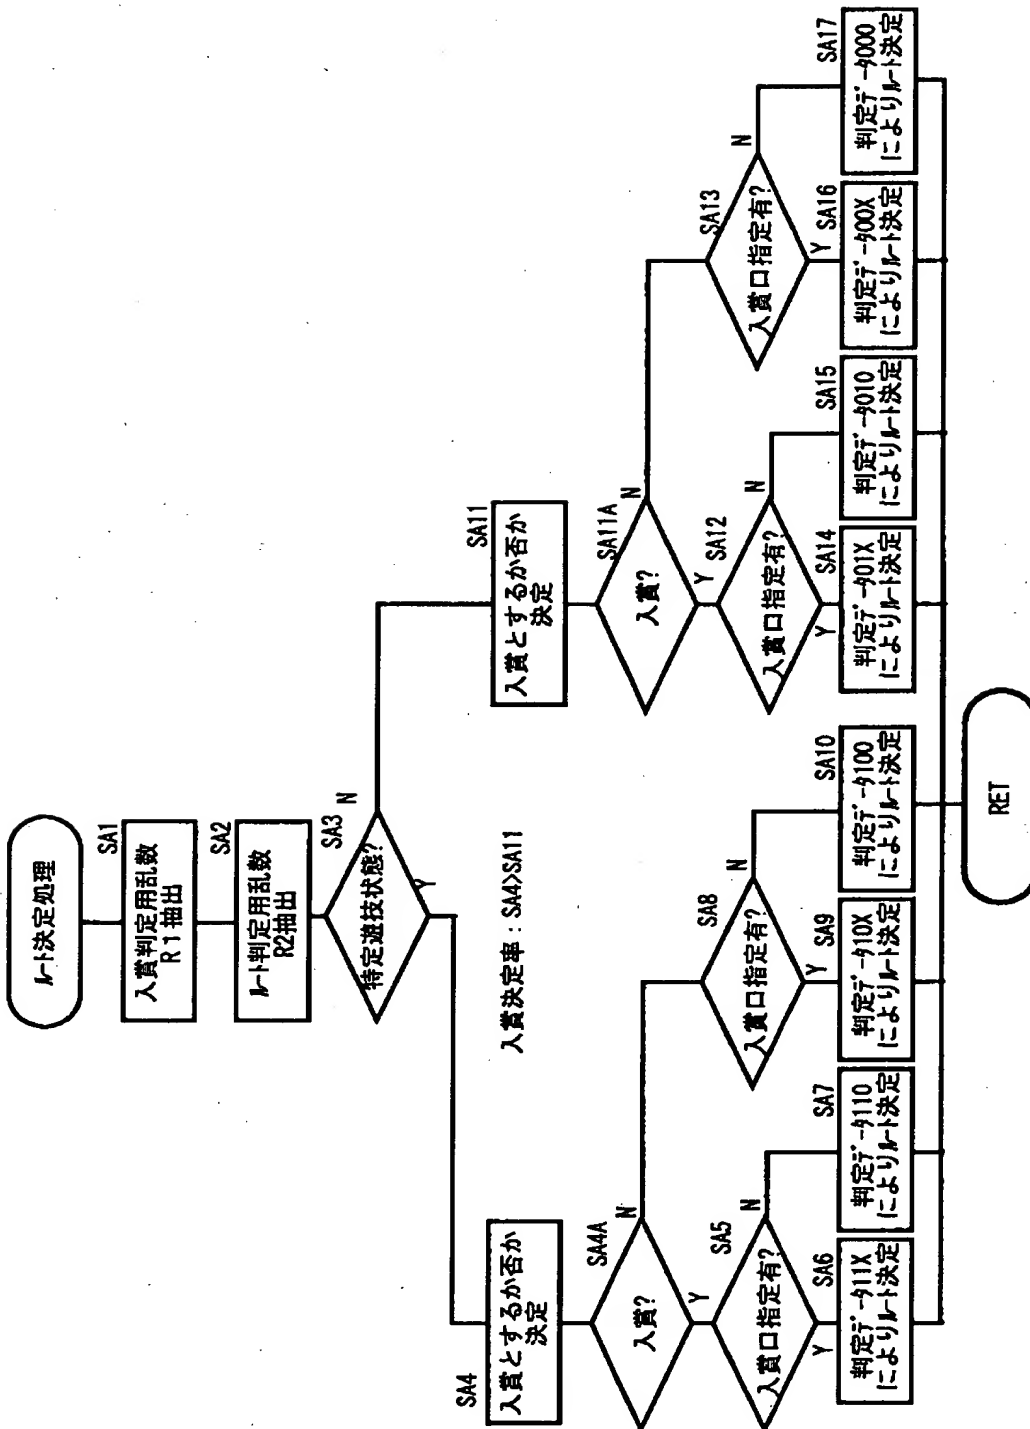 ルート決定処理
SA1
入賞判定用乱数
R1抽出
SA2
ルート判定用乱数
R2抽出
SA3
特定遊技状態?
N
Y
SA4
入賞とするか否か
決定
入賞決定率:SA4>SA11
SA11
入賞とするか否か
決定
SA4A
入賞?
N
Y
SA11A
入賞?
N
Y
SA5
入賞口指定有?
N
Y
SA8
入賞口指定有?
N
Y
SA12
入賞口指定有?
N
Y
SA13
入賞口指定有?
N
Y
SA6
判定データ11X
によりルート決定
SA7
判定データ110
によりルート決定
SA9
判定データ10X
によりルート決定
SA10
判定データ100
によりルート決定
SA14
判定データ01X
によりルート決定
SA15
判定データ010
によりルート決定
SA16
判定データ00X
によりルート決定
SA17
判定データ000
によりルート決定
RET